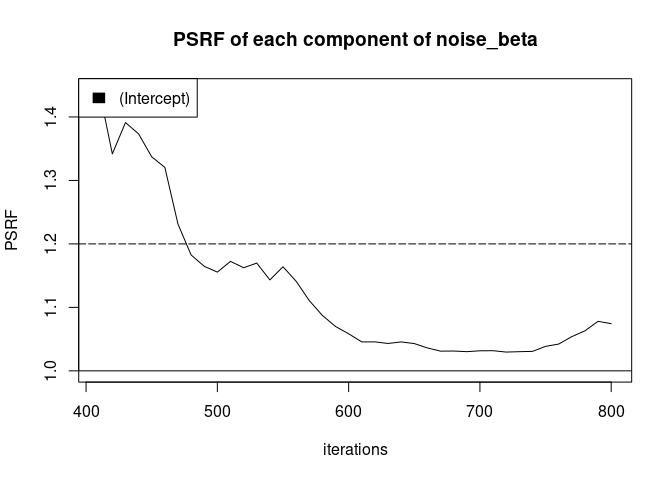 PSRF of each component of noise_beta
(Intercept)
PSRF
1.4
1.3
1.2
1.1
1.0
400 500 600 700 800
iterations